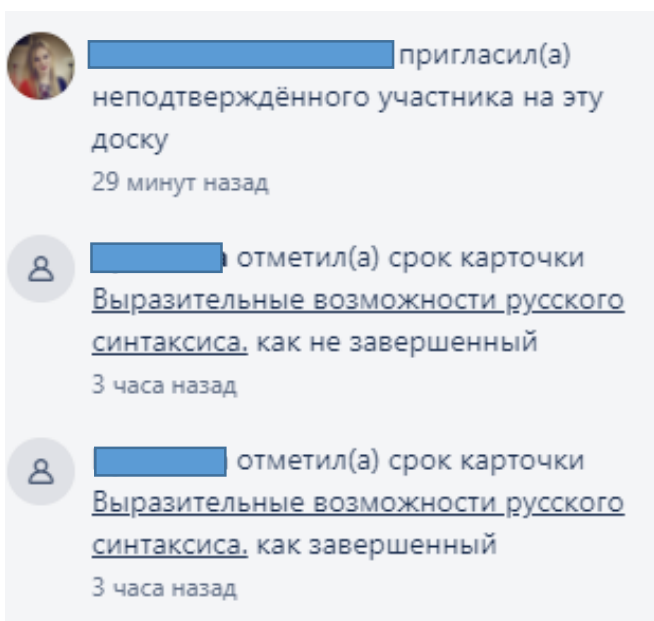 пригласил(а)
неподтверждённого участника на эту
доску
29 минут назад
отметил(а) срок карточки
Выразительные возможности русского
синтаксиса. как не завершенный
3 часа назад
отметил(а) срок карточки
Выразительные возможности русского
синтаксиса. как завершенный
3 часа назад